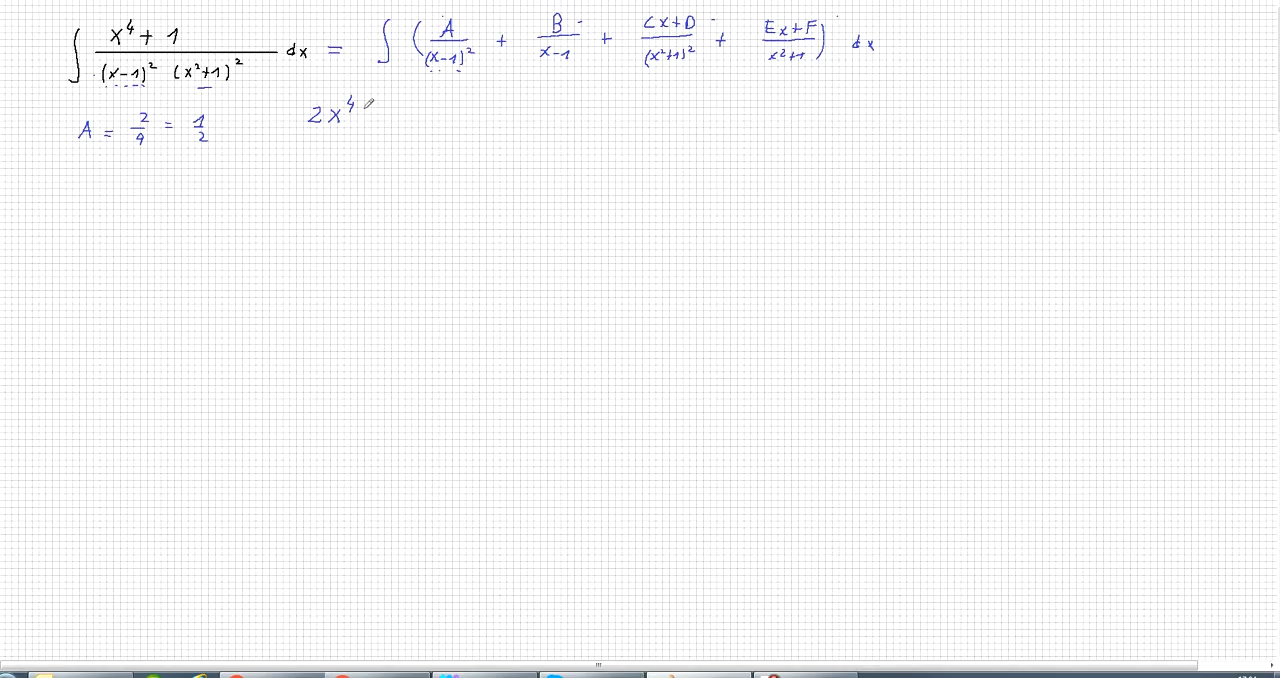 ∫ (x⁴ + 1) / ((x-1)² (x²+1)²) dx = ∫ ( A/(x-1)² + B/(x-1) + (Cx+D)/(x²+1)² + (Ex+F)/(x²+1) ) dx
A = 2/4 = 1/2 2x⁴